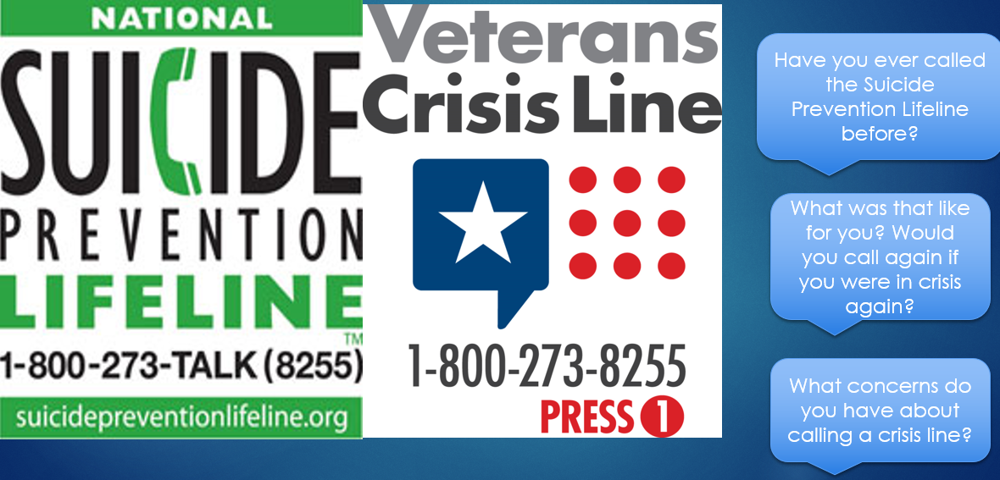 NATIONAL
SUICIDE
PREVENTION
LIFELINE™
1-800-273-TALK (8255)
suicidepreventionlifeline.org
Veterans
Crisis Line
1-800-273-8255
PRESS 1
Have you ever called
the Suicide
Prevention Lifeline
before?
What was that like
for you? Would
you call again if
you were in crisis
again?
What concerns do
you have about
calling a crisis line?